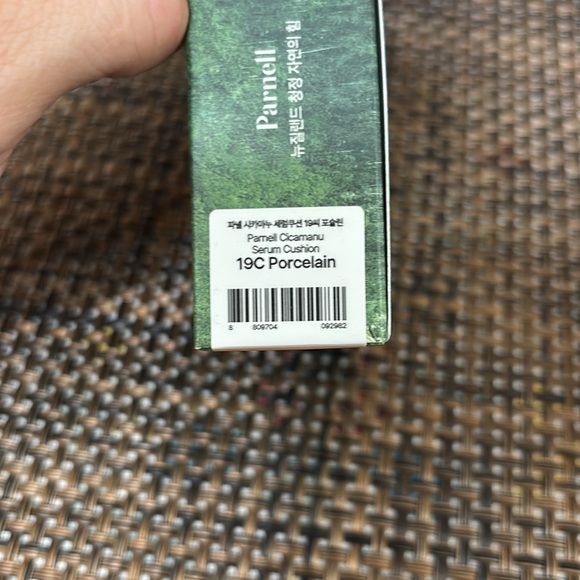 Parnell
뉴질랜드 청정 자연의 힘
파넬 시카마누 세럼쿠션 19씨 포슬린
Parnell Cicamanu
Serum Cushion
19C Porcelain
8 809704 092982